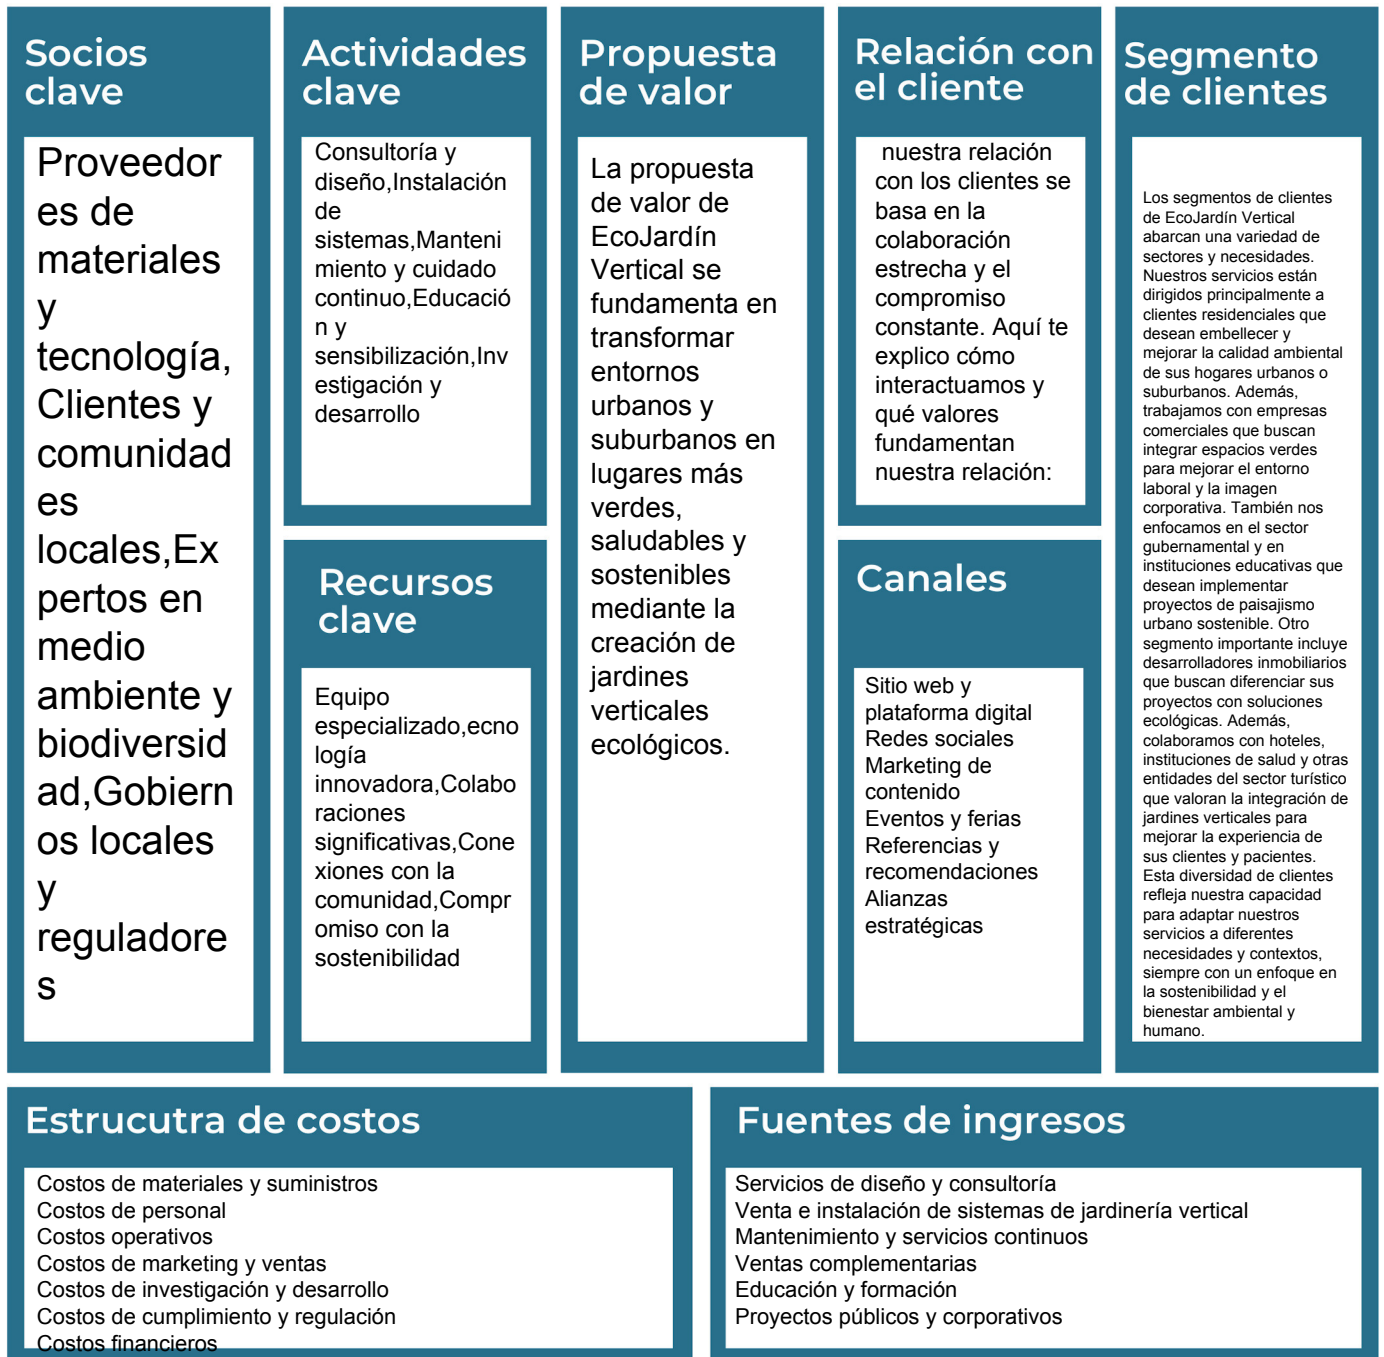 Socios
clave
Proveedor
es de
materiales
y
tecnología,
Clientes y
comunidad
es
locales,Ex
pertos en
medio
ambiente y
biodiversid
ad,Gobiern
os locales
y
reguladore
s
Actividades
clave
Consultoría y
diseño,Instalación
de
sistemas,Manteni
miento y cuidado
continuo,Educació
n y
sensibilización,Inv
estigación y
desarrollo
Recursos
clave
Equipo
especializado,ecno
logía
innovadora,Colabo
raciones
significativas,Cone
xiones con la
comunidad,Compr
omiso con la
sostenibilidad
Propuesta
de valor
La propuesta
de valor de
EcoJardín
Vertical se
fundamenta en
transformar
entornos
urbanos y
suburbanos en
lugares más
verdes,
saludables y
sostenibles
mediante la
creación de
jardines
verticales
ecológicos.
Relación con
el cliente
nuestra relación
con los clientes se
basa en la
colaboración
estrecha y el
compromiso
constante. Aquí te
explico cómo
interactuamos y
qué valores
fundamentan
nuestra relación:
Canales
Sitio web y
plataforma digital
Redes sociales
Marketing de
contenido
Eventos y ferias
Referencias y
recomendaciones
Alianzas
estratégicas
Segmento
de clientes
Los segmentos de clientes
de EcoJardín Vertical
abarcan una variedad de
sectores y necesidades.
Nuestros servicios están
dirigidos principalmente a
clientes residenciales que
desean embellecer y
mejorar la calidad ambiental
de sus hogares urbanos o
suburbanos. Además,
trabajamos con empresas
comerciales que buscan
integrar espacios verdes
para mejorar el entorno
laboral y la imagen
corporativa. También nos
enfocamos en el sector
gubernamental y en
instituciones educativas que
desean implementar
proyectos de paisajismo
urbano sostenible. Otro
segmento importante incluye
desarrolladores inmobiliarios
que buscan diferenciar sus
proyectos con soluciones
ecológicas. Además,
colaboramos con hoteles,
instituciones de salud y otras
entidades del sector turístico
que valoran la integración de
jardines verticales para
mejorar la experiencia de
sus clientes y pacientes.
Esta diversidad de clientes
refleja nuestra capacidad
para adaptar nuestros
servicios a diferentes
necesidades y contextos,
siempre con un enfoque en
la sostenibilidad y el
bienestar ambiental y
humano.
Estrucutra de costos
Costos de materiales y suministros
Costos de personal
Costos operativos
Costos de marketing y ventas
Costos de investigación y desarrollo
Costos de cumplimiento y regulación
Costos financieros
Fuentes de ingresos
Servicios de diseño y consultoría
Venta e instalación de sistemas de jardinería vertical
Mantenimiento y servicios continuos
Ventas complementarias
Educación y formación
Proyectos públicos y corporativos